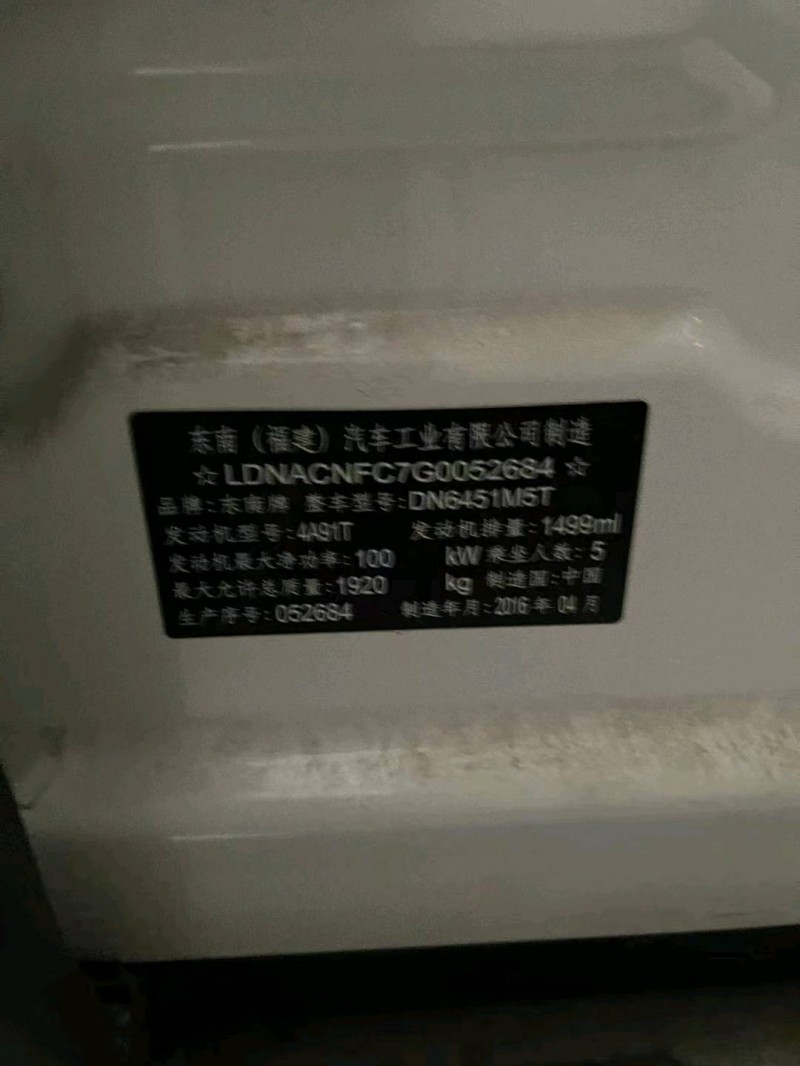 东南（福建）汽车工业有限公司制造
☆LDNACNFC7G0052684☆
品牌:东南牌 整车型号:DN6451M5T
发动机型号:4A91T 发动机排量:1499ml
发动机最大净功率:100 kW 乘坐人数:5
最大允许总质量:1920 kg 制造国:中国
生产序号:052684 制造年月:2016年04月